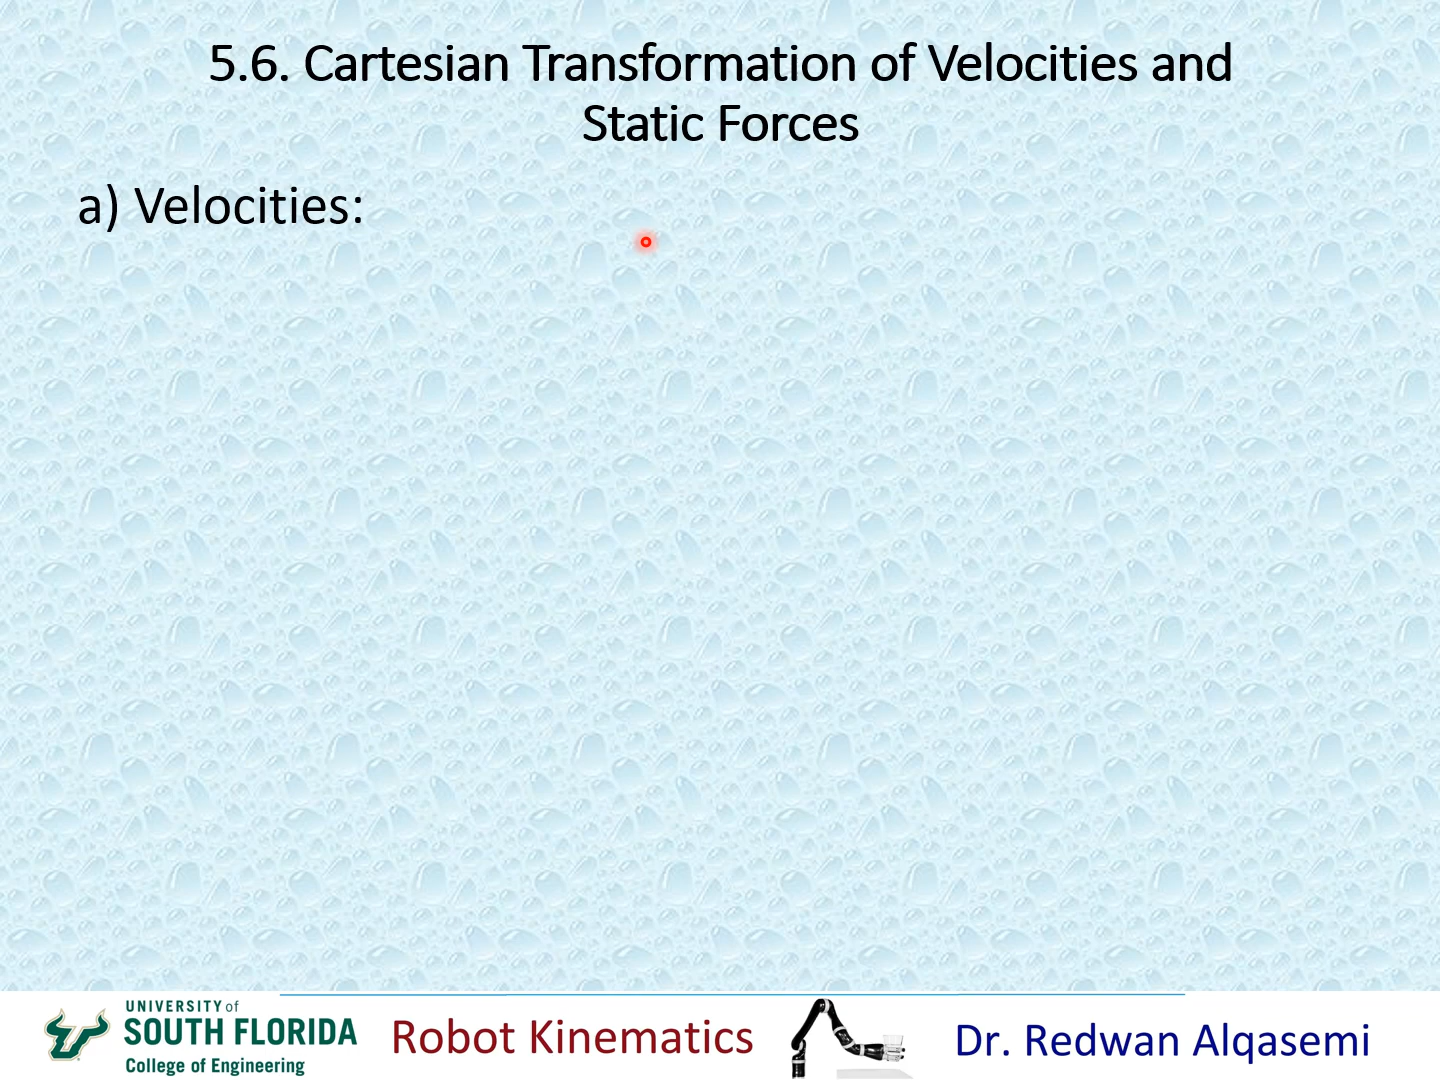 5.6. Cartesian Transformation of Velocities and
Static Forces
a) Velocities:
UNIVERSITY of
SOUTH FLORIDA
College of Engineering
Robot Kinematics
Dr. Redwan Alqasemi